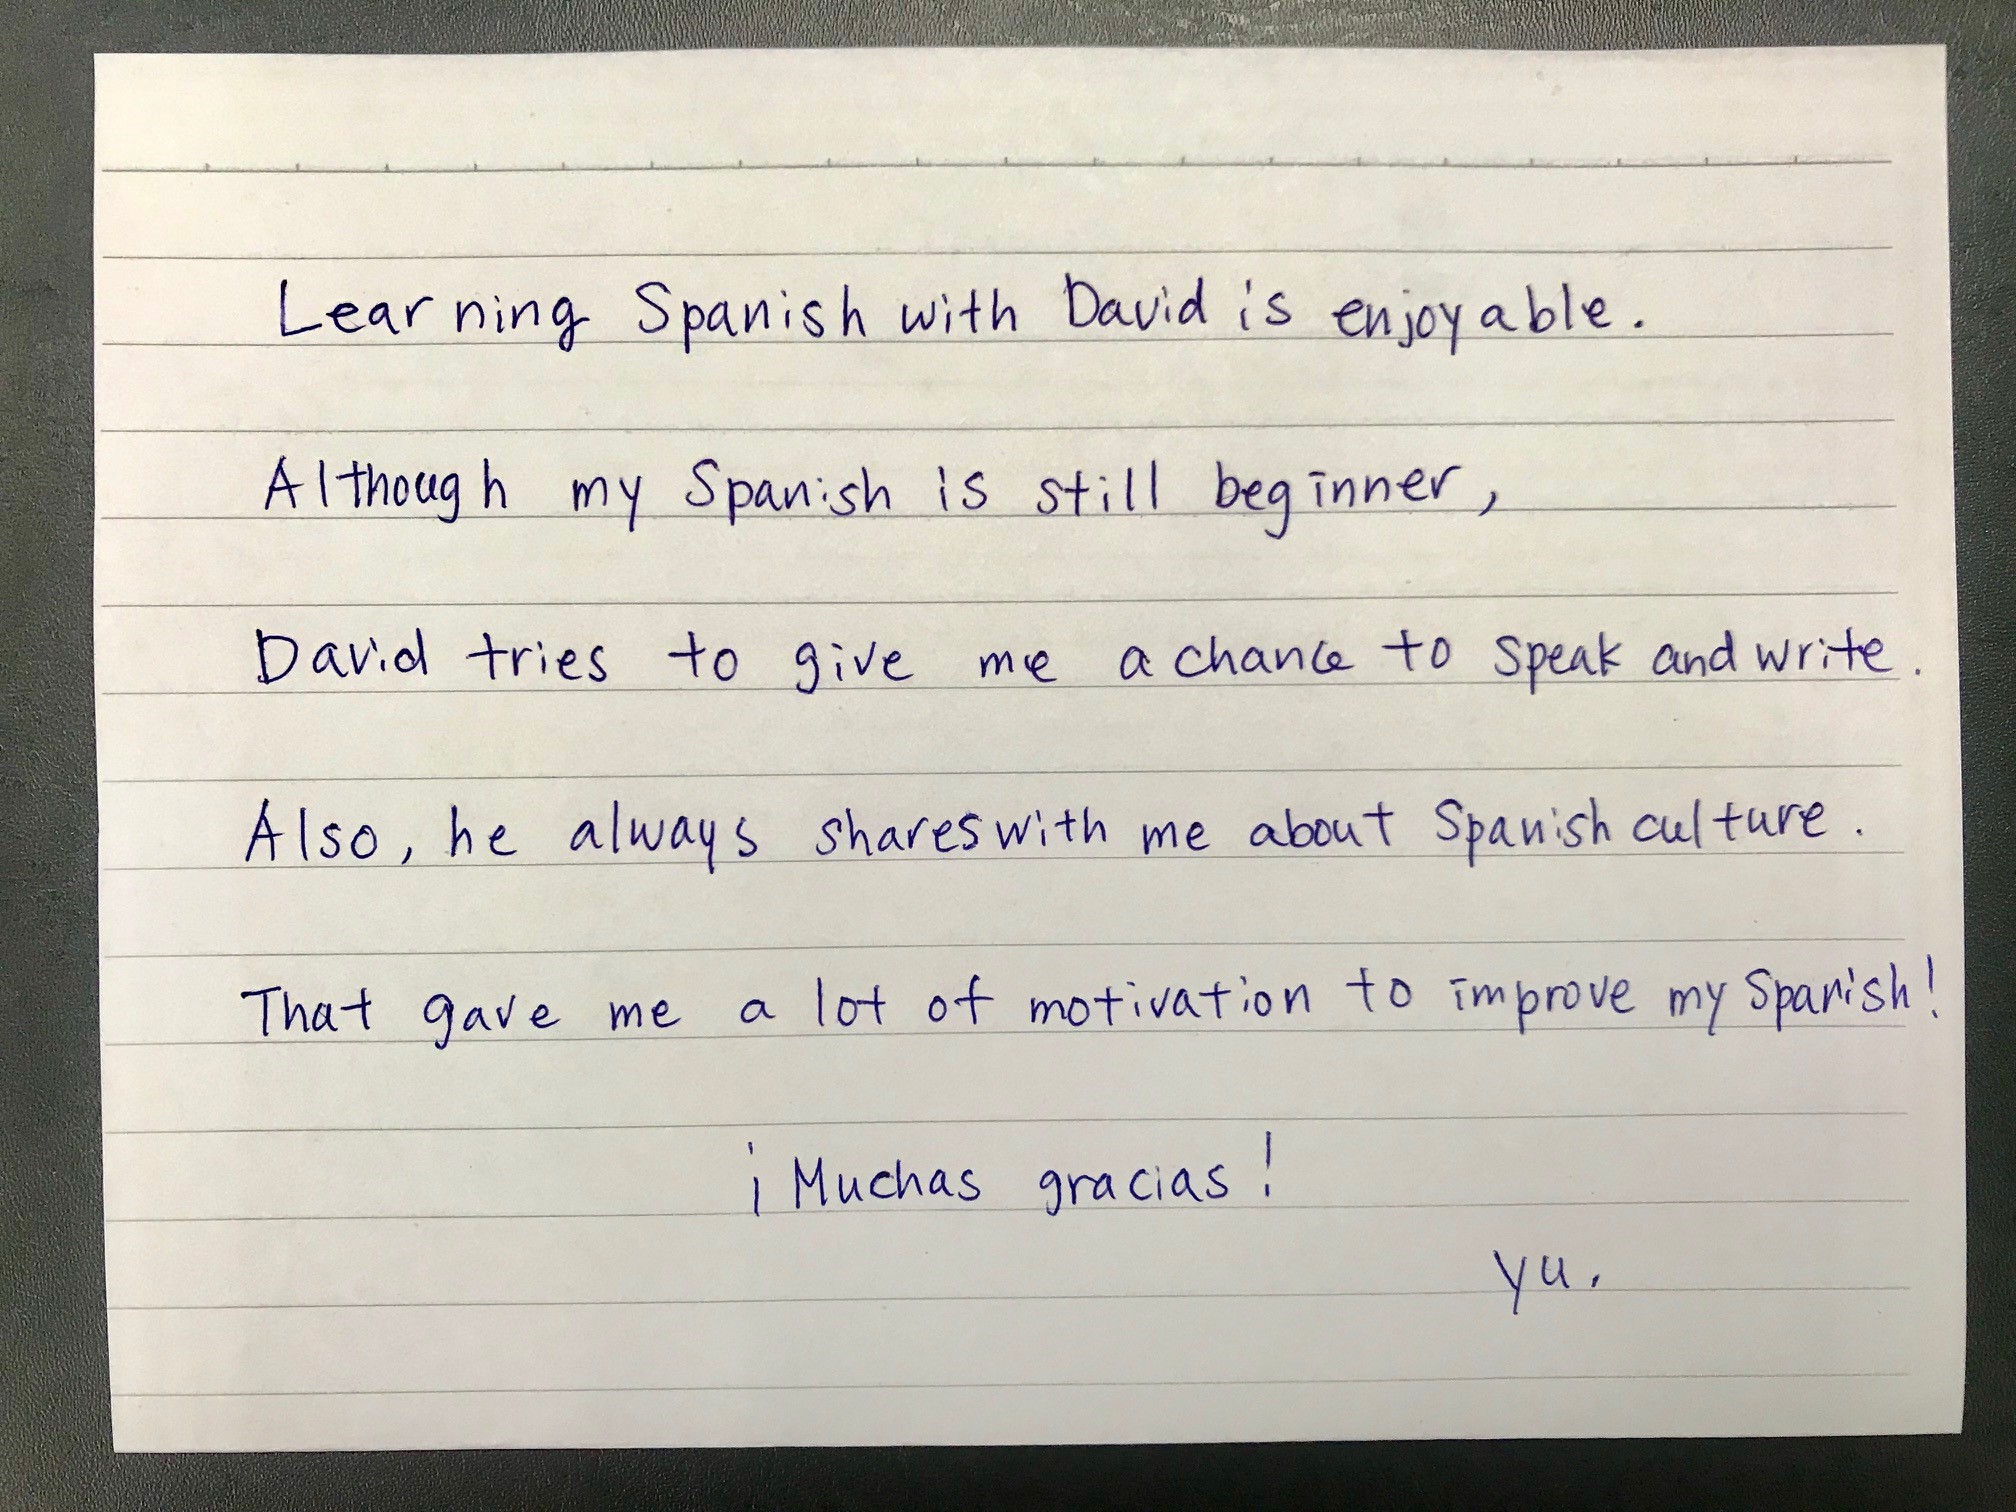 Learning Spanish with David is enjoyable.
Although my Spanish is still beginner,
David tries to give me a chance to speak and write.
Also, he always shares with me about Spanish culture.
That gave me a lot of motivation to improve my Spanish!
¡Muchas gracias!
Yu.